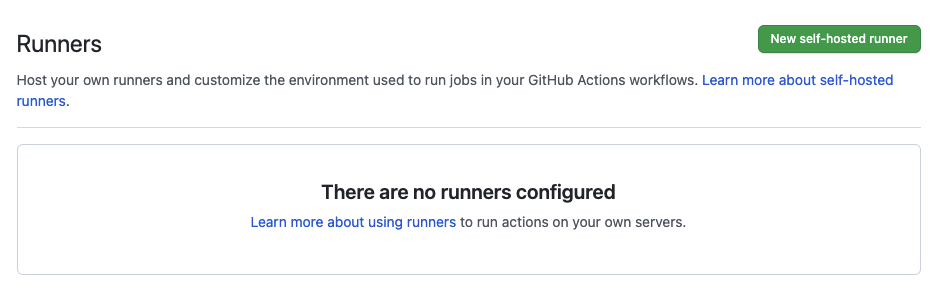 Runners
New self-hosted runner
Host your own runners and customize the environment used to run jobs in your GitHub Actions workflows. Learn more about self-hosted
runners.
There are no runners configured
Learn more about using runners to run actions on your own servers.